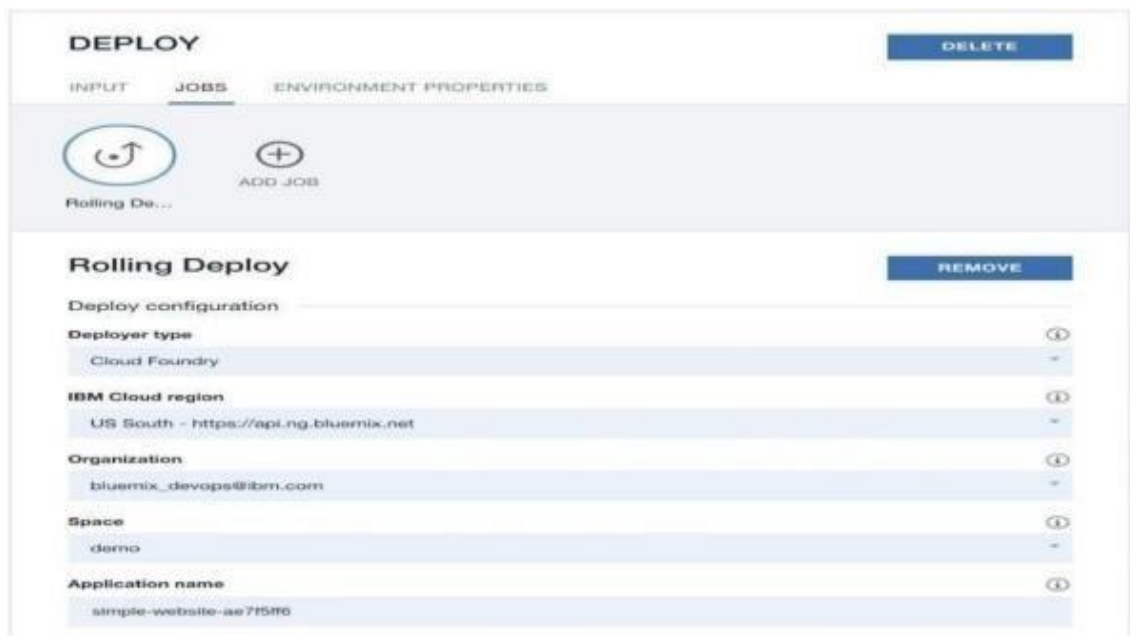 DEPLOY
DELETE
INPUT JOBS ENVIRONMENT PROPERTIES
ADD JOB
Rolling De...
Rolling Deploy
REMOVE
Deploy configuration
Deployer type
Cloud Foundry
IBM Cloud region
US South - https://api.ng.bluemix.net
Organization
bluemix_devops@ibm.com
Space
demo
Application name
simple-website-ae7f5ff6